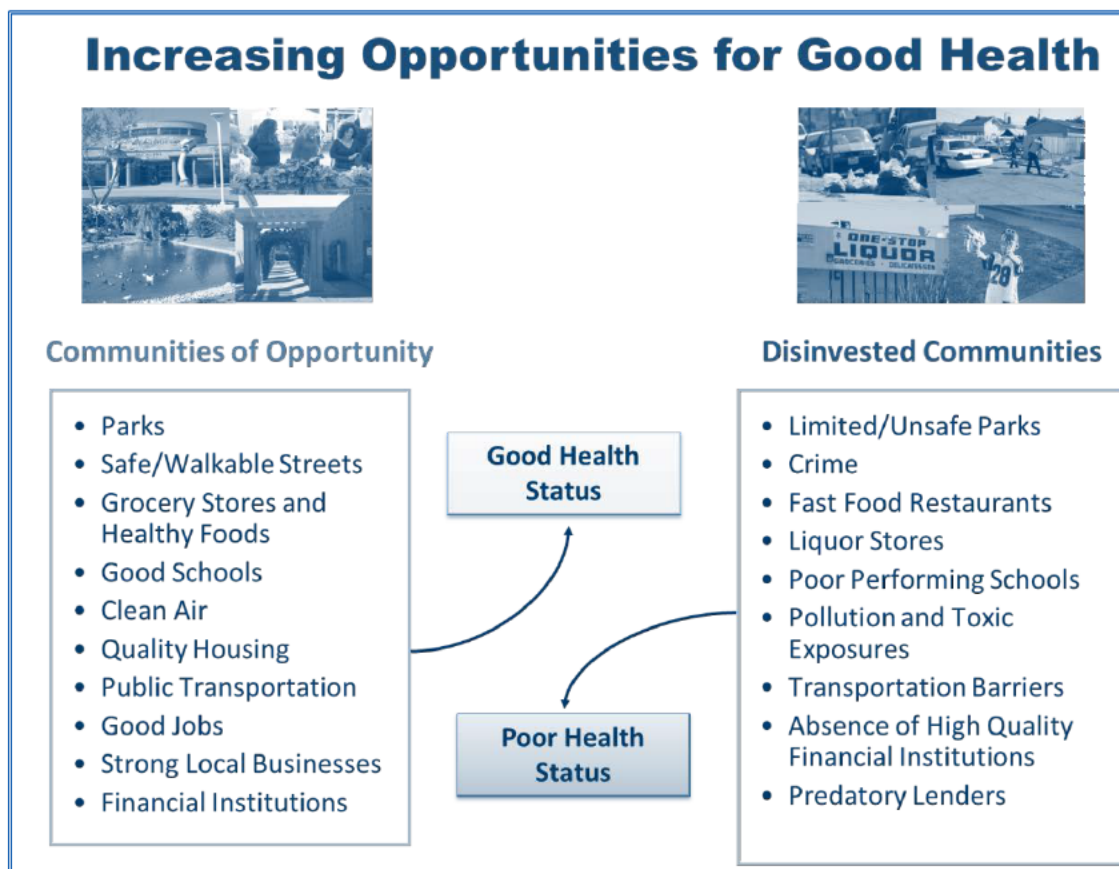 Increasing Opportunities for Good Health
ONE-STOP
LIQUOR
GROCERIES - DELICATESSEN
28
Communities of Opportunity
• Parks
• Safe/Walkable Streets
• Grocery Stores and
Healthy Foods
• Good Schools
• Clean Air
• Quality Housing
• Public Transportation
• Good Jobs
• Strong Local Businesses
• Financial Institutions
Good Health
Status
Poor Health
Status
Disinvested Communities
• Limited/Unsafe Parks
• Crime
• Fast Food Restaurants
• Liquor Stores
• Poor Performing Schools
• Pollution and Toxic
Exposures
• Transportation Barriers
• Absence of High Quality
Financial Institutions
• Predatory Lenders